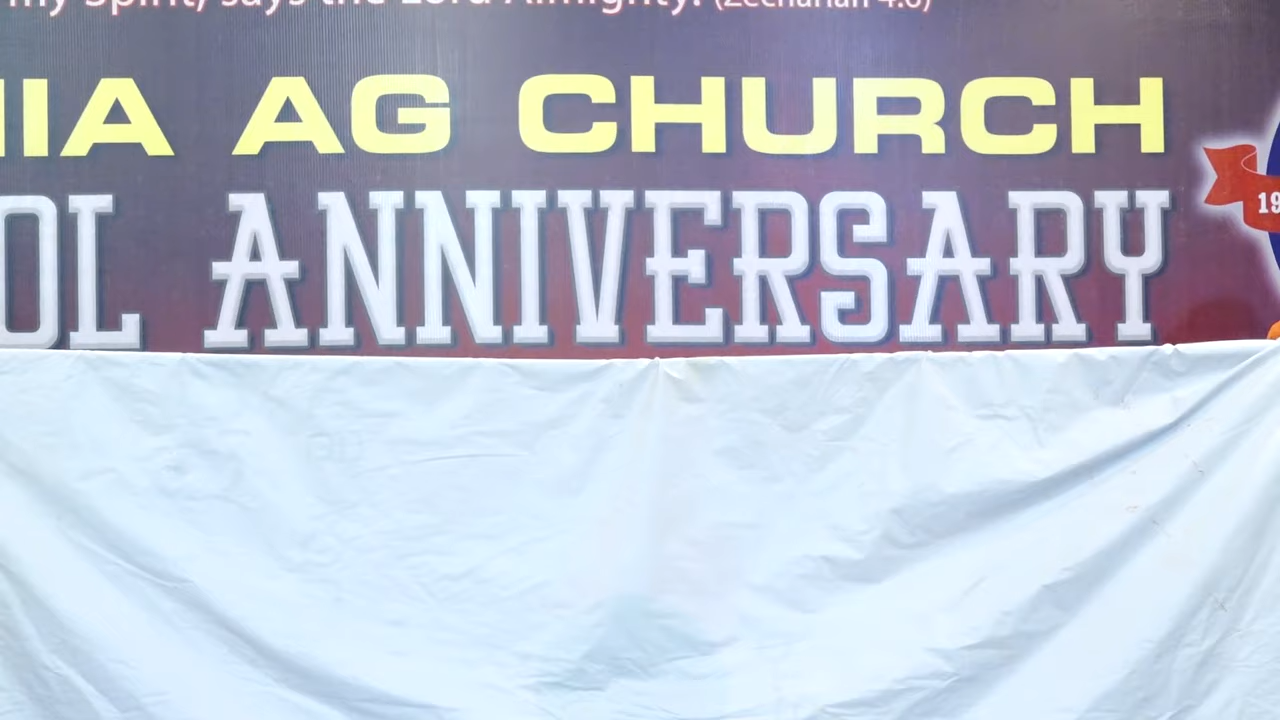 my Spirit, says the Lord Almighty. (Zechariah 4:6)
IA AG CHURCH
OL ANNIVERSARY
19